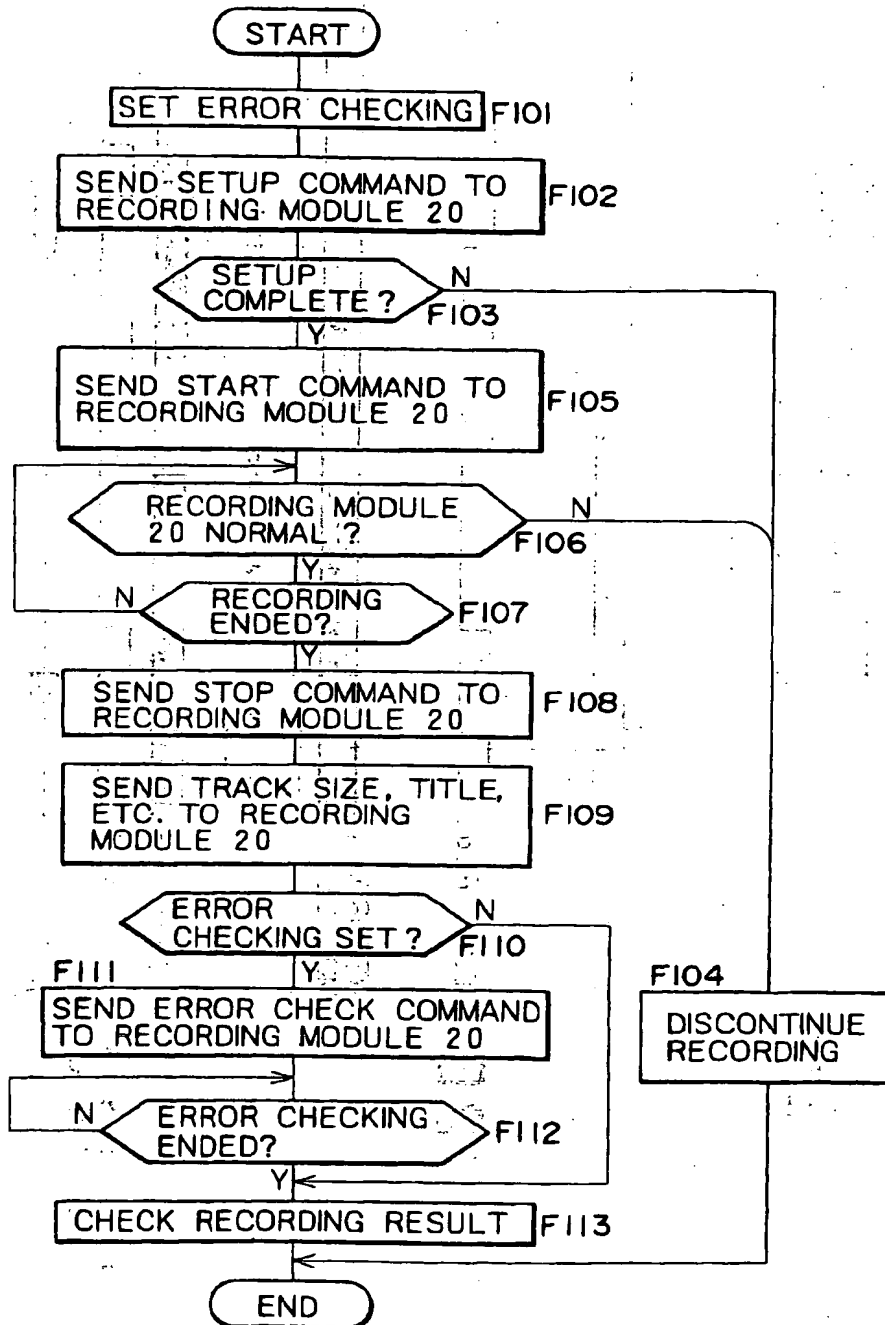 START
SET ERROR CHECKING F101
SEND SETUP COMMAND TO
RECORDING MODULE 20
F102
SETUP
COMPLETE?
N
F103
Y
SEND START COMMAND TO
RECORDING MODULE 20
F105
RECORDING MODULE
20 NORMAL?
N
F106
Y
N
RECORDING
ENDED?
F107
Y
SEND STOP COMMAND TO
RECORDING MODULE 20
F108
SEND TRACK SIZE, TITLE,
ETC. TO RECORDING
MODULE 20
F109
ERROR
CHECKING SET?
N
F110
Y
F111
SEND ERROR CHECK COMMAND
TO RECORDING MODULE 20
F104
DISCONTINUE
RECORDING
N
ERROR CHECKING
ENDED?
F112
Y
CHECK RECORDING RESULT F113
END